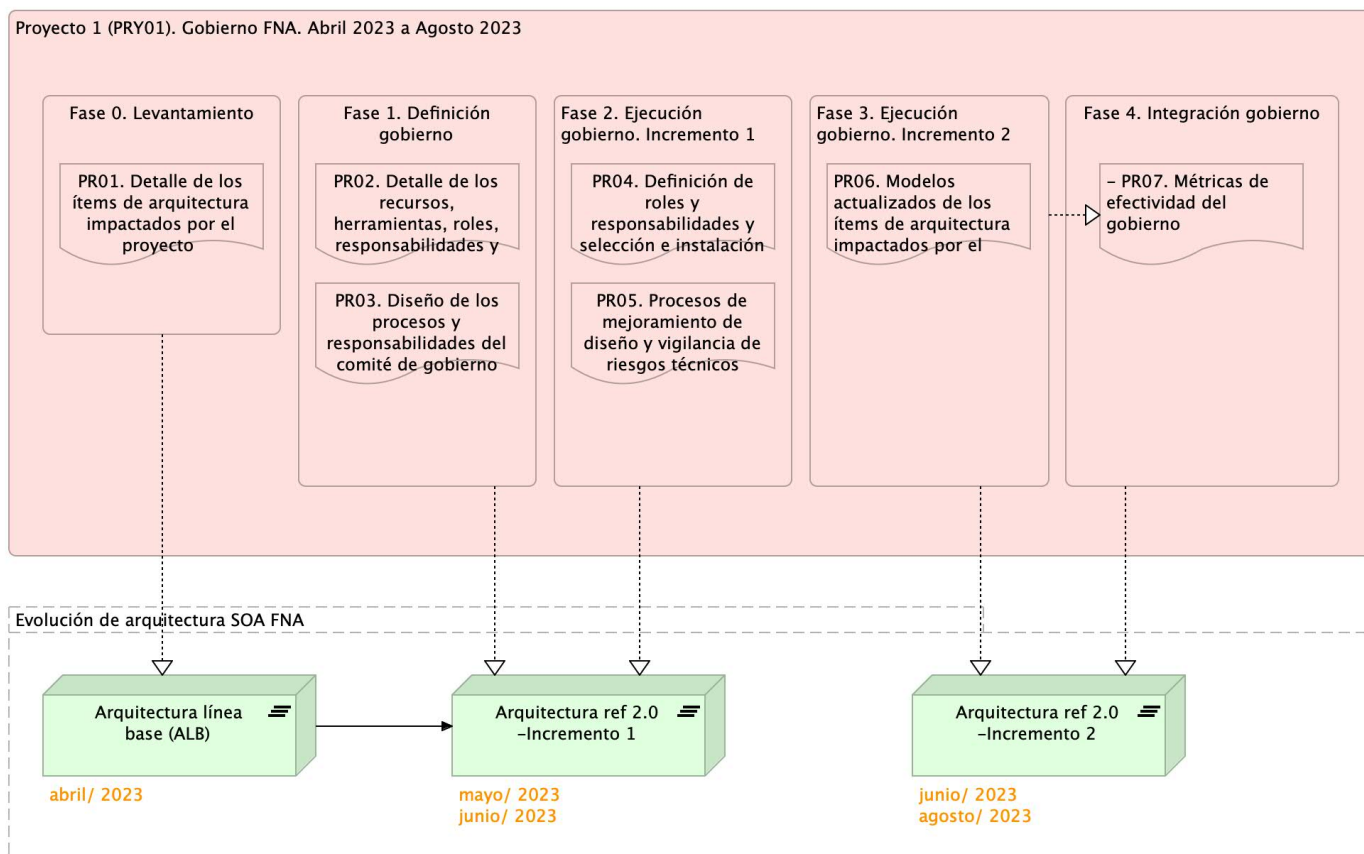 Proyecto 1 (PRY01). Gobierno FNA. Abril 2023 a Agosto 2023
Fase 0. Levantamiento
PR01. Detalle de los
ítems de arquitectura
impactados por el
proyecto
Fase 1. Definición
gobierno
PR02. Detalle de los
recursos,
herramientas, roles,
responsabilidades y
PR03. Diseño de los
procesos y
responsabilidades del
comité de gobierno
Fase 2. Ejecución
gobierno. Incremento 1
PR04. Definición de
roles y
responsabilidades y
selección e instalación
PR05. Procesos de
mejoramiento de
diseño y vigilancia de
riesgos técnicos
Fase 3. Ejecución
gobierno. Incremento 2
PR06. Modelos
actualizados de los
ítems de arquitectura
impactados por el
Fase 4. Integración gobierno
- PR07. Métricas de
efectividad del
gobierno
Evolución de arquitectura SOA FNA
Arquitectura línea
base (ALB)
abril/ 2023
Arquitectura ref 2.0
-Incremento 1
mayo/ 2023
junio/ 2023
Arquitectura ref 2.0
-Incremento 2
junio/ 2023
agosto/ 2023